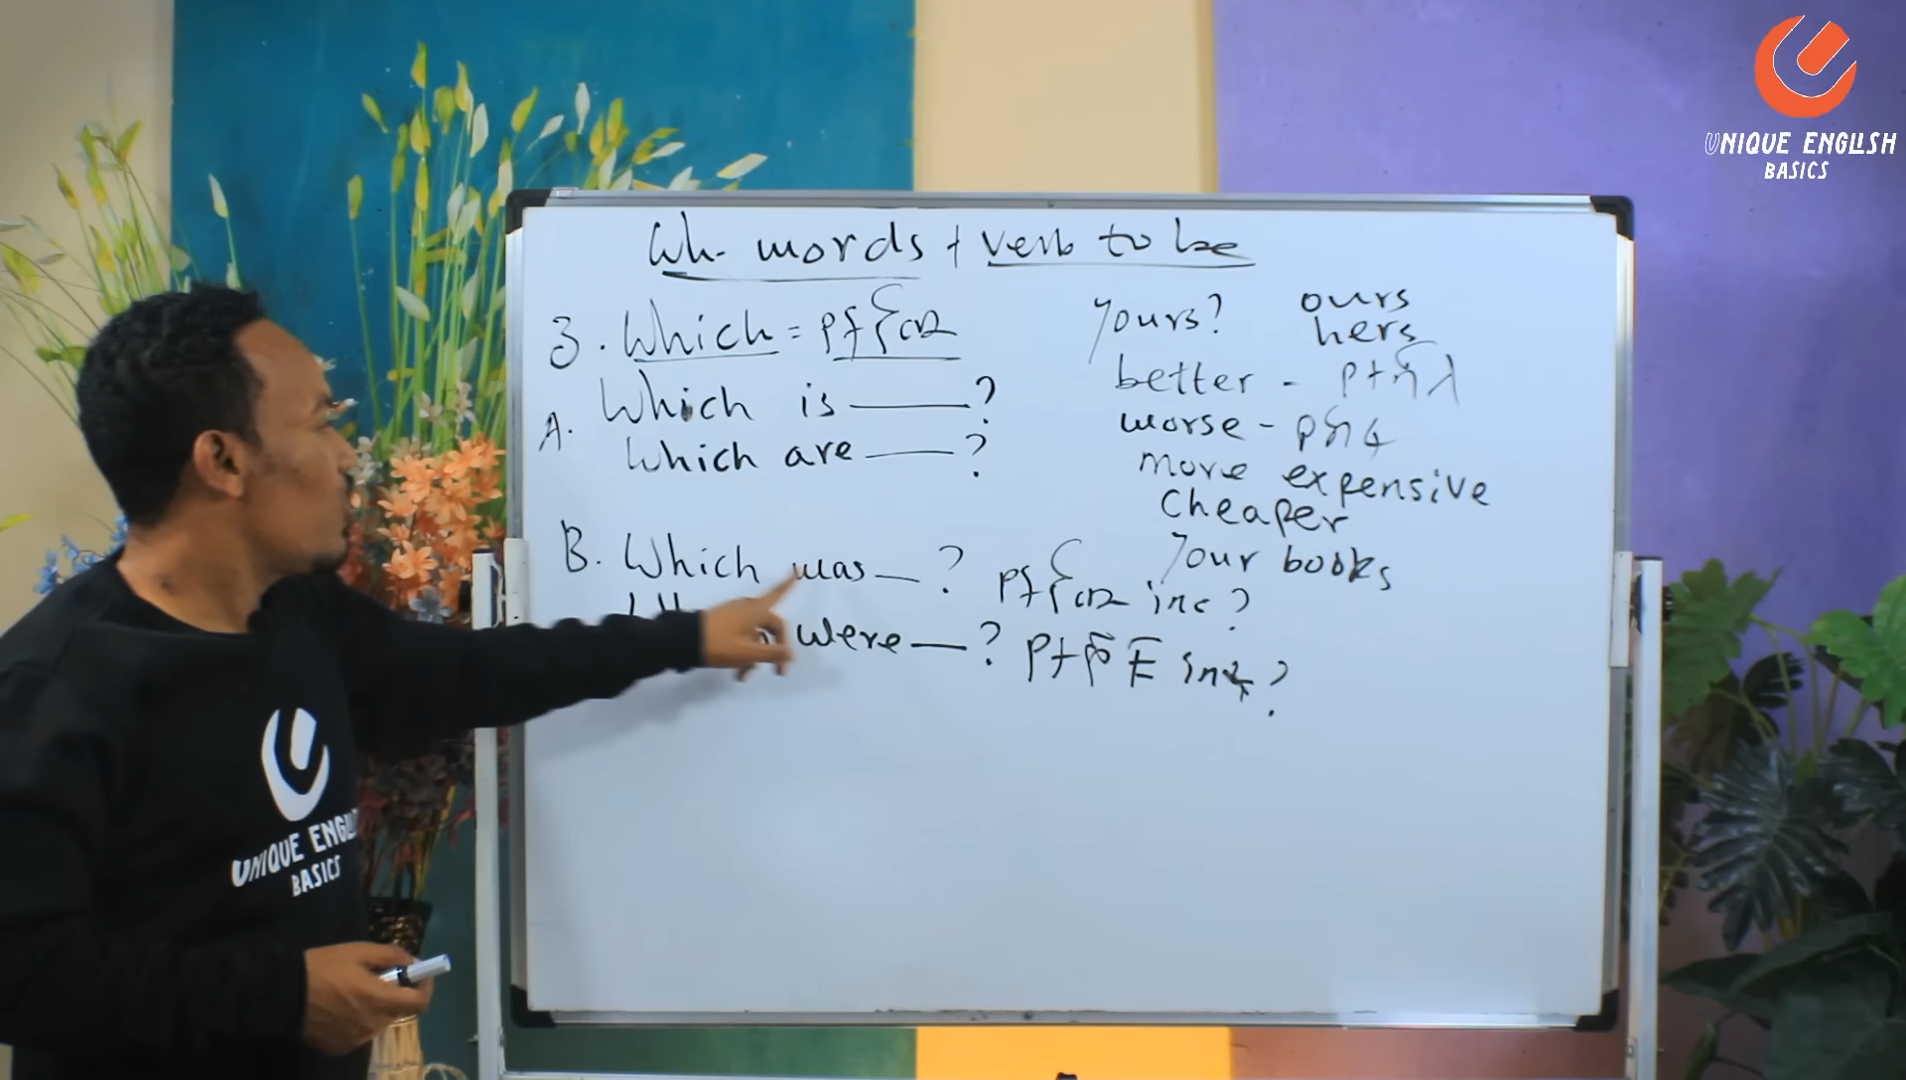 UNIQUE ENGLISH
BASICS
Wh- words + verb to be
3. Which = የትኛው
A. Which is ___?
Which are ___?
B. Which was ___? የትኛው ነበር?
were ___? የትኞቹ ነበሩ?
Yours? ours
hers
better - የተሻለ
worse - የከፋ
more expensive
Cheaper
Your books
UNIQUE ENGLI
BASICS